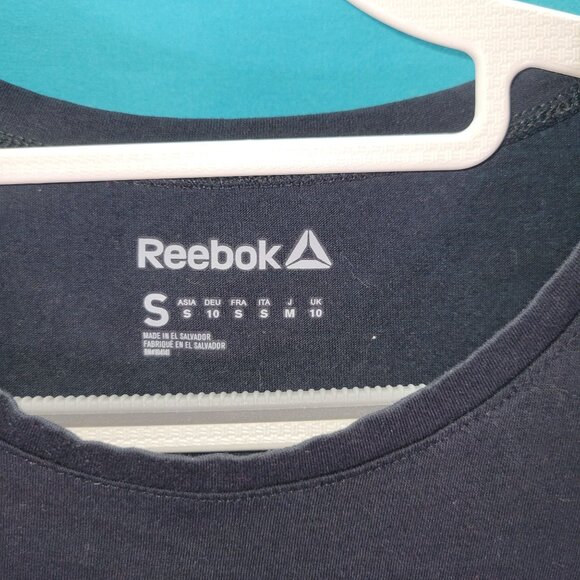 Reebok
S ASIA DEU FRA ITA J UK
S 10 S S M 10
MADE IN EL SALVADOR
FABRIQUÉ EN EL SALVADOR